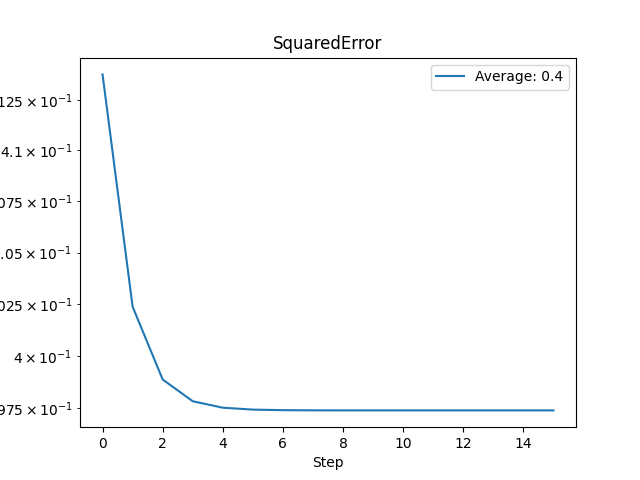 SquaredError
Average: 0.4
125 × 10⁻¹
4.1 × 10⁻¹
075 × 10⁻¹
.05 × 10⁻¹
025 × 10⁻¹
4 × 10⁻¹
975 × 10⁻¹
0 2 4 6 8 10 12 14
Step